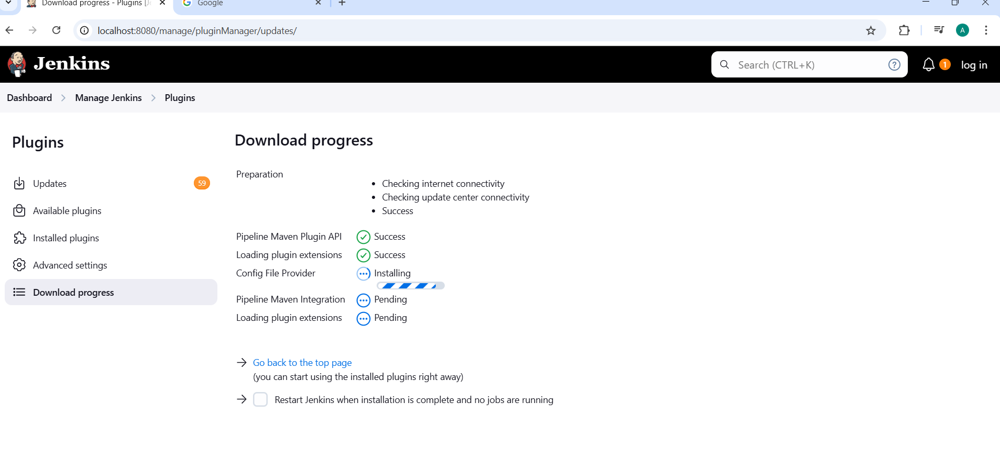 Download progress - Plugins [Je
Google
localhost:8080/manage/pluginManager/updates/
A
Jenkins
Search (CTRL+K)
?
1
log in
Dashboard > Manage Jenkins > Plugins
Plugins
Updates
59
Available plugins
Installed plugins
Advanced settings
Download progress
Download progress
Preparation
• Checking internet connectivity
• Checking update center connectivity
• Success
Pipeline Maven Plugin API Success
Loading plugin extensions Success
Config File Provider Installing
Pipeline Maven Integration Pending
Loading plugin extensions Pending
→ Go back to the top page
(you can start using the installed plugins right away)
→ Restart Jenkins when installation is complete and no jobs are running